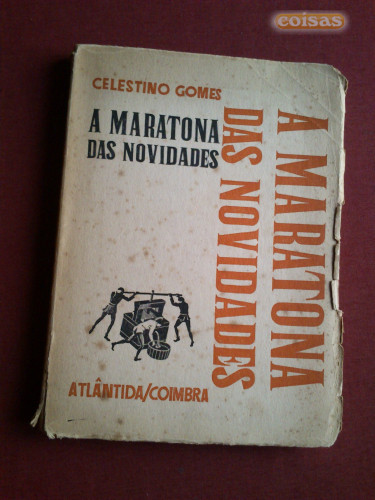 coisas
CELESTINO GOMES
A MARATONA
DAS NOVIDADES
A MARATONA
DAS NOVIDADES
ATLÂNTIDA/COIMBRA